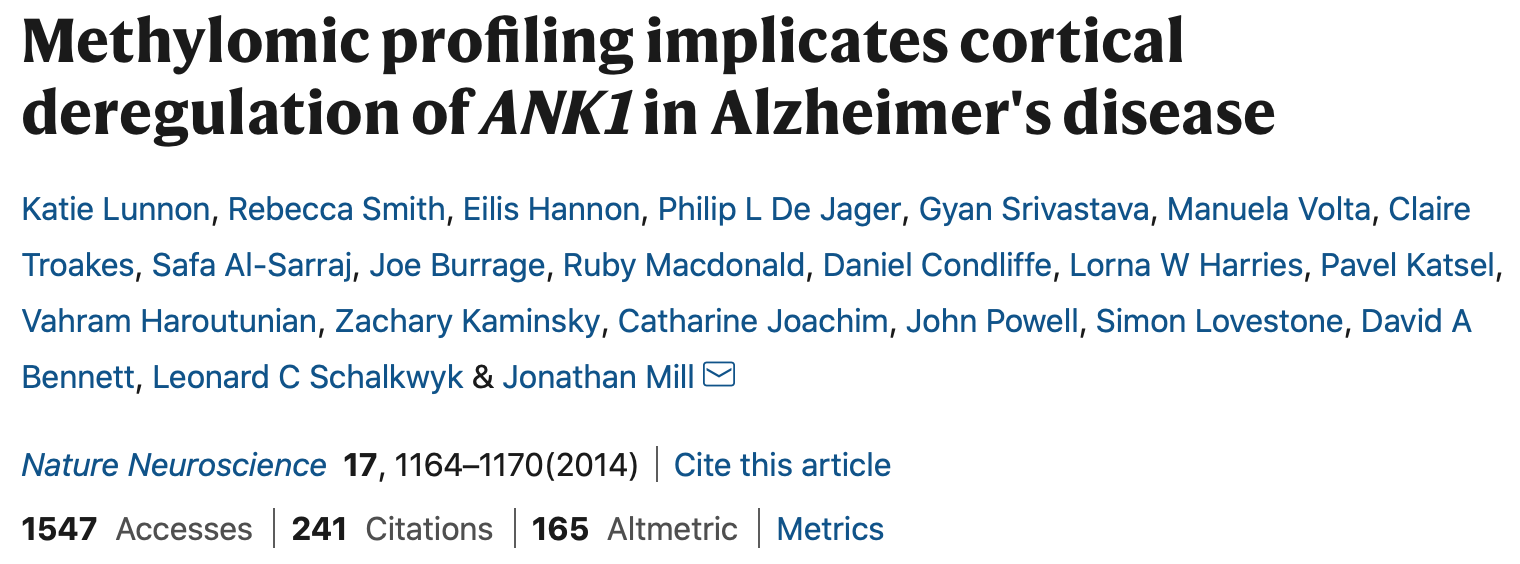 Methylomic profiling implicates cortical
deregulation of ANK1 in Alzheimer's disease
Katie Lunnon, Rebecca Smith, Eilis Hannon, Philip L De Jager, Gyan Srivastava, Manuela Volta, Claire
Troakes, Safa Al-Sarraj, Joe Burrage, Ruby Macdonald, Daniel Condliffe, Lorna W Harries, Pavel Katsel,
Vahram Haroutunian, Zachary Kaminsky, Catharine Joachim, John Powell, Simon Lovestone, David A
Bennett, Leonard C Schalkwyk & Jonathan Mill
Nature Neuroscience 17, 1164–1170(2014) | Cite this article
1547 Accesses | 241 Citations | 165 Altmetric | Metrics